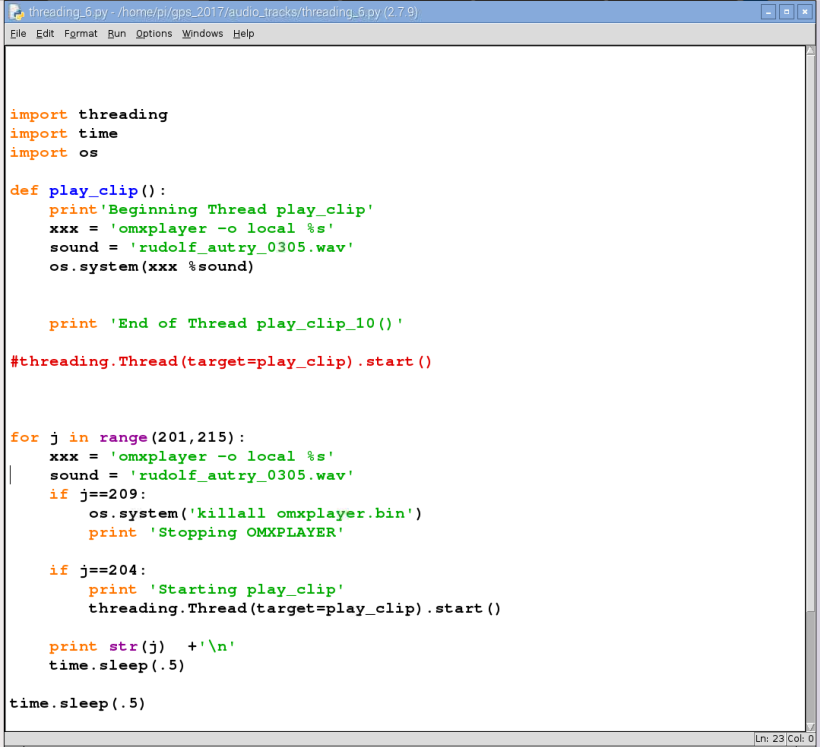 threading_6.py - /home/pi/gps_2017/audio_tracks/threading_6.py (2.7.9)
File Edit Format Run Options Windows Help
import threading
import time
import os
def play_clip():
    print'Beginning Thread play_clip'
    xxx = 'omxplayer -o local %s'
    sound = 'rudolf_autry_0305.wav'
    os.system(xxx %sound)
    print 'End of Thread play_clip_10()'
#threading.Thread(target=play_clip).start()
for j in range(201,215):
    xxx = 'omxplayer -o local %s'
    sound = 'rudolf_autry_0305.wav'
    if j==209:
        os.system('killall omxplayer.bin')
        print 'Stopping OMXPLAYER'
    if j==204:
        print 'Starting play_clip'
        threading.Thread(target=play_clip).start()
    print str(j)  +'\n'
    time.sleep(.5)
time.sleep(.5)
Ln: 23 Col: 0